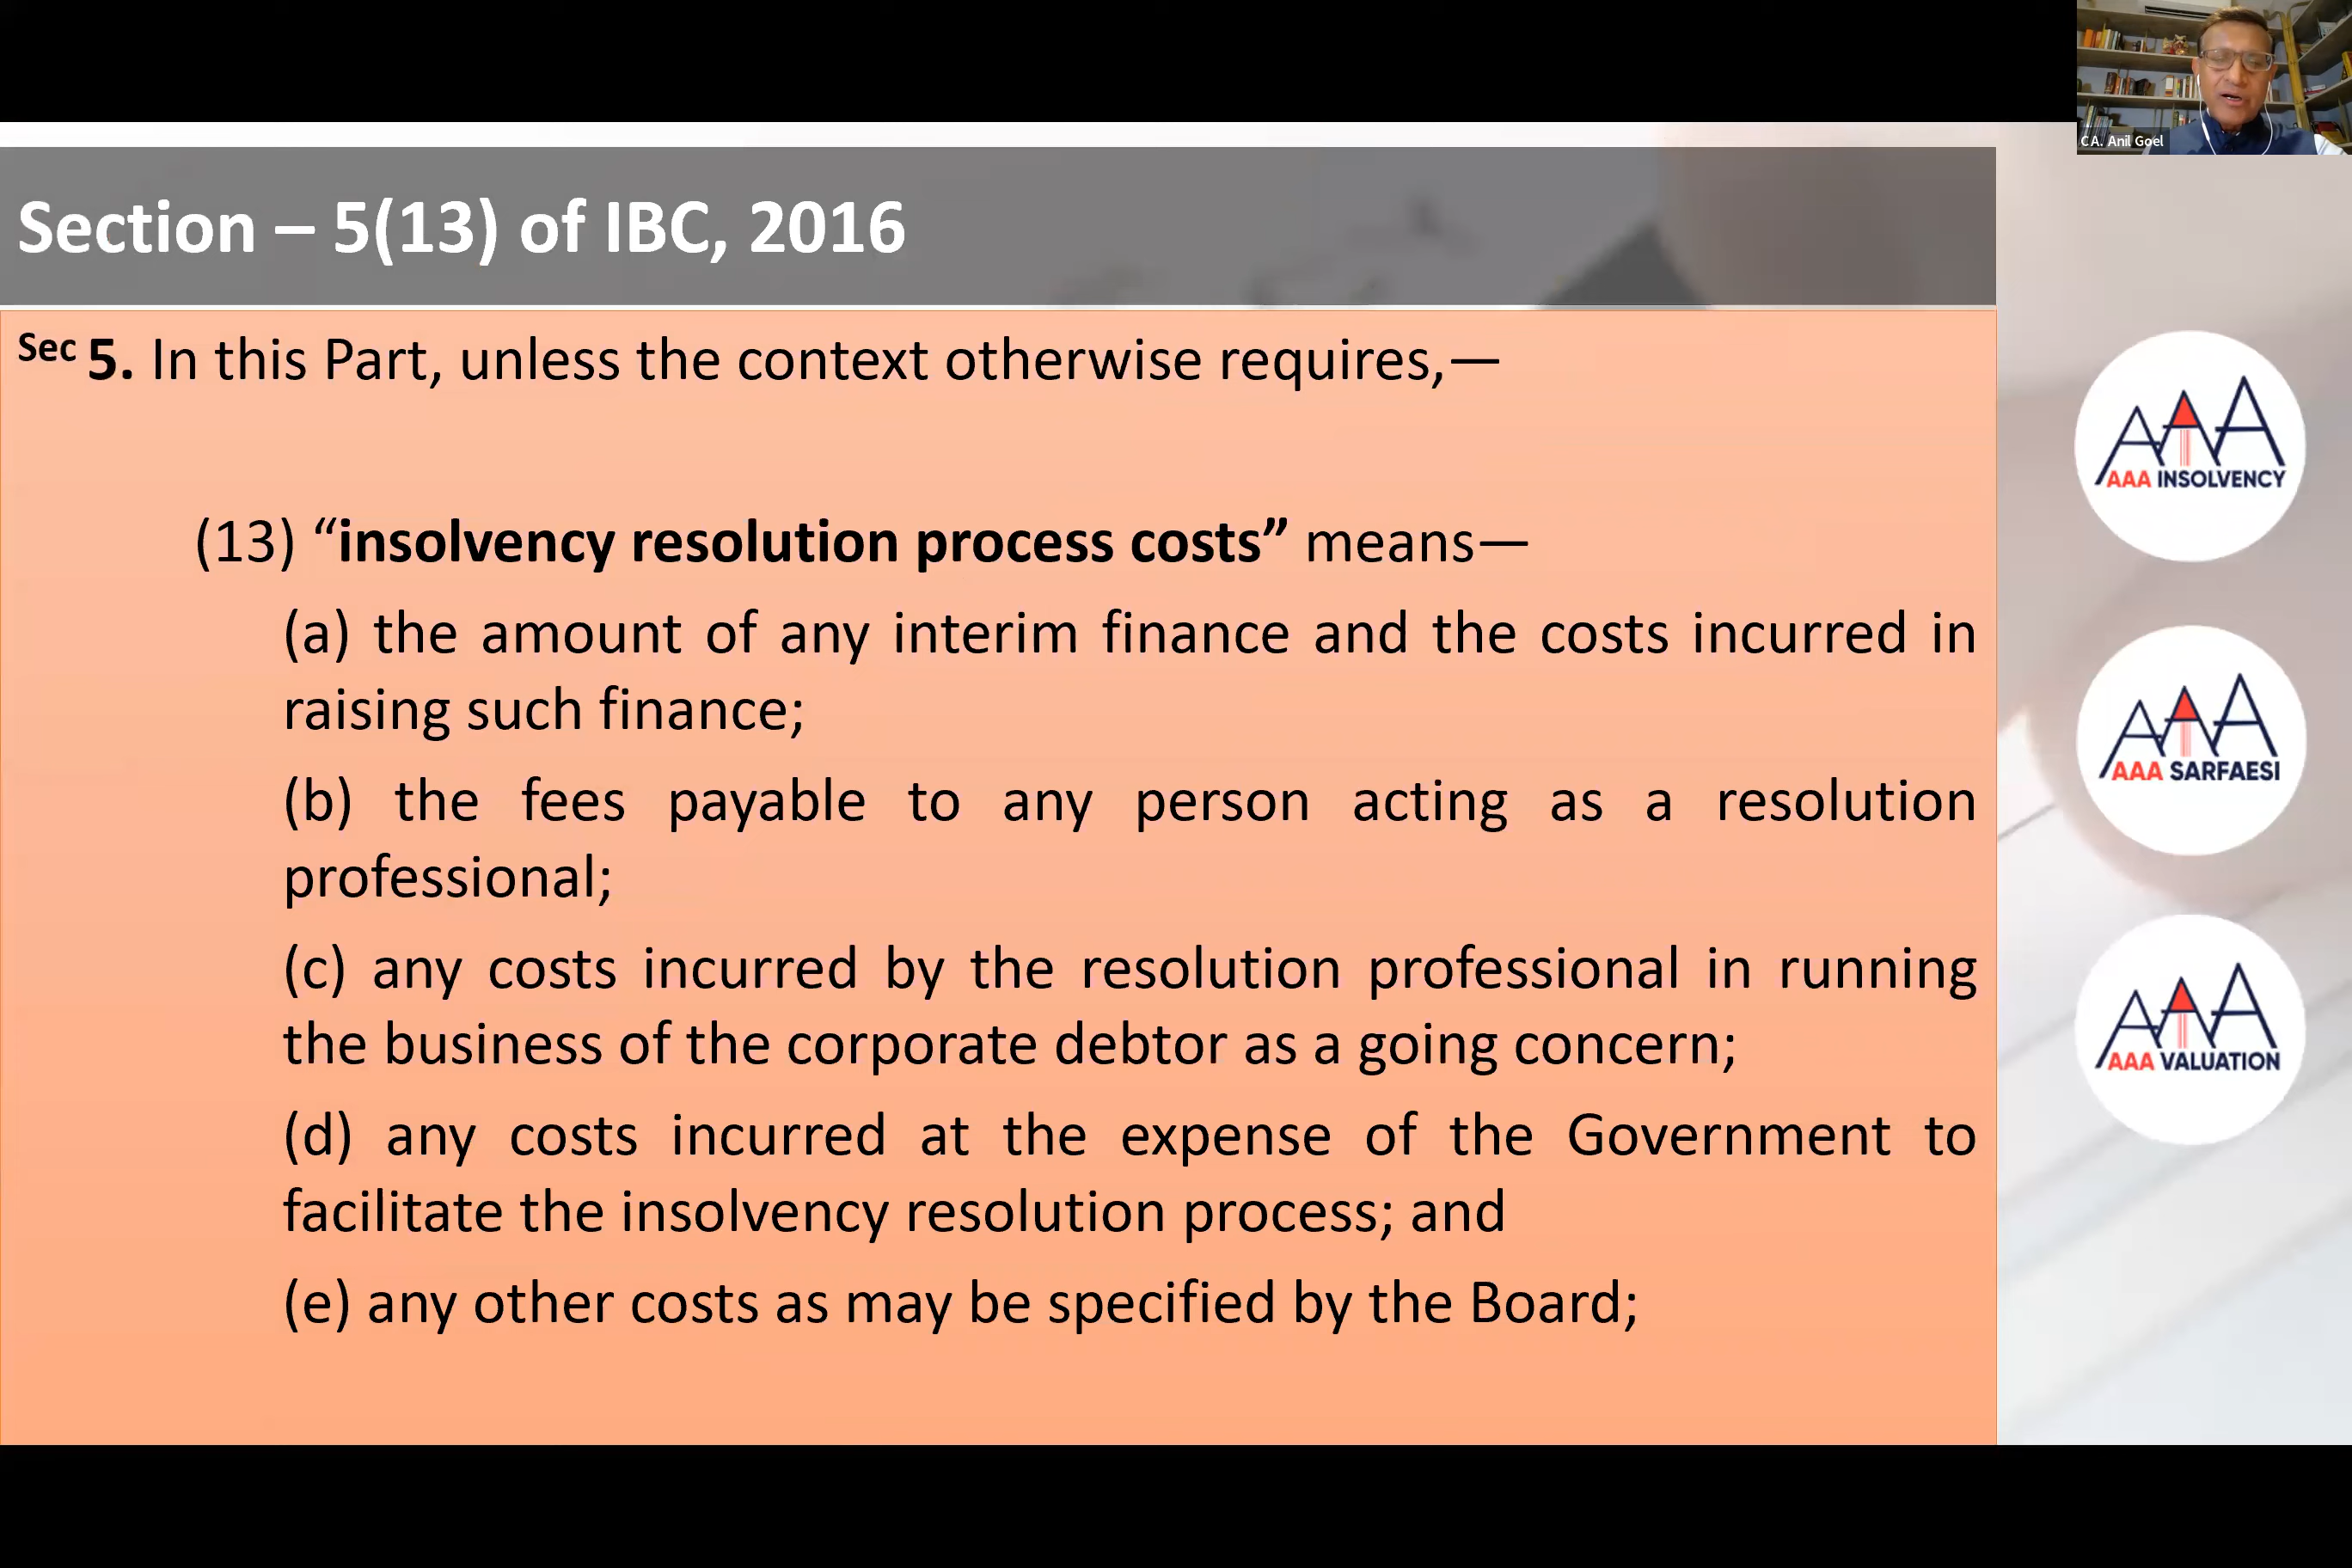 CA. Anil Goel
Section – 5(13) of IBC, 2016
Sec 5. In this Part, unless the context otherwise requires,—
(13) “insolvency resolution process costs” means—
(a) the amount of any interim finance and the costs incurred in
raising such finance;
(b) the fees payable to any person acting as a resolution
professional;
(c) any costs incurred by the resolution professional in running
the business of the corporate debtor as a going concern;
(d) any costs incurred at the expense of the Government to
facilitate the insolvency resolution process; and
(e) any other costs as may be specified by the Board;
AAA
AAA INSOLVENCY
AAA
AAA SARFAESI
AAA
AAA VALUATION